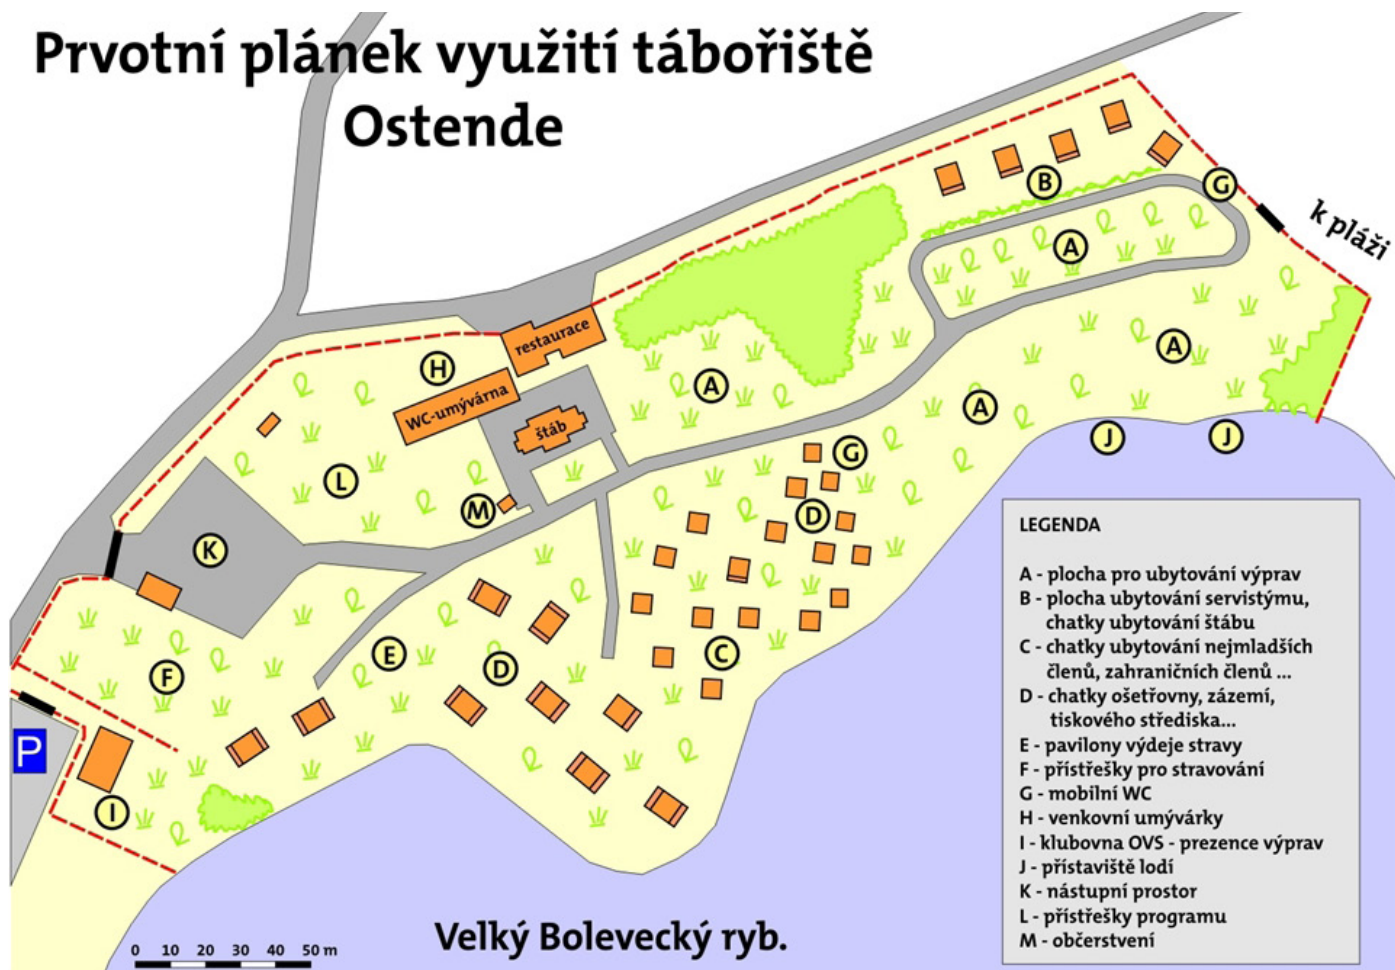 Prvotní plánek využití tábořiště
Ostende
B
G
k pláži
A
restaurace
H
A
A
WC-umývárna
štáb
A
J
J
G
L
M
D
K
E
D
C
F
P
I
LEGENDA
A - plocha pro ubytování výprav
B - plocha ubytování servistýmu,
chatky ubytování štábu
C - chatky ubytování nejmladších
členů, zahraničních členů ...
D - chatky ošetřovny, zázemí,
tiskového střediska...
E - pavilony výdeje stravy
F - přístřešky pro stravování
G - mobilní WC
H - venkovní umývárky
I - klubovna OVS - prezence výprav
J - přístaviště lodí
K - nástupní prostor
L - přístřešky programu
M - občerstvení
Velký Bolevecký ryb.
0 10 20 30 40 50 m